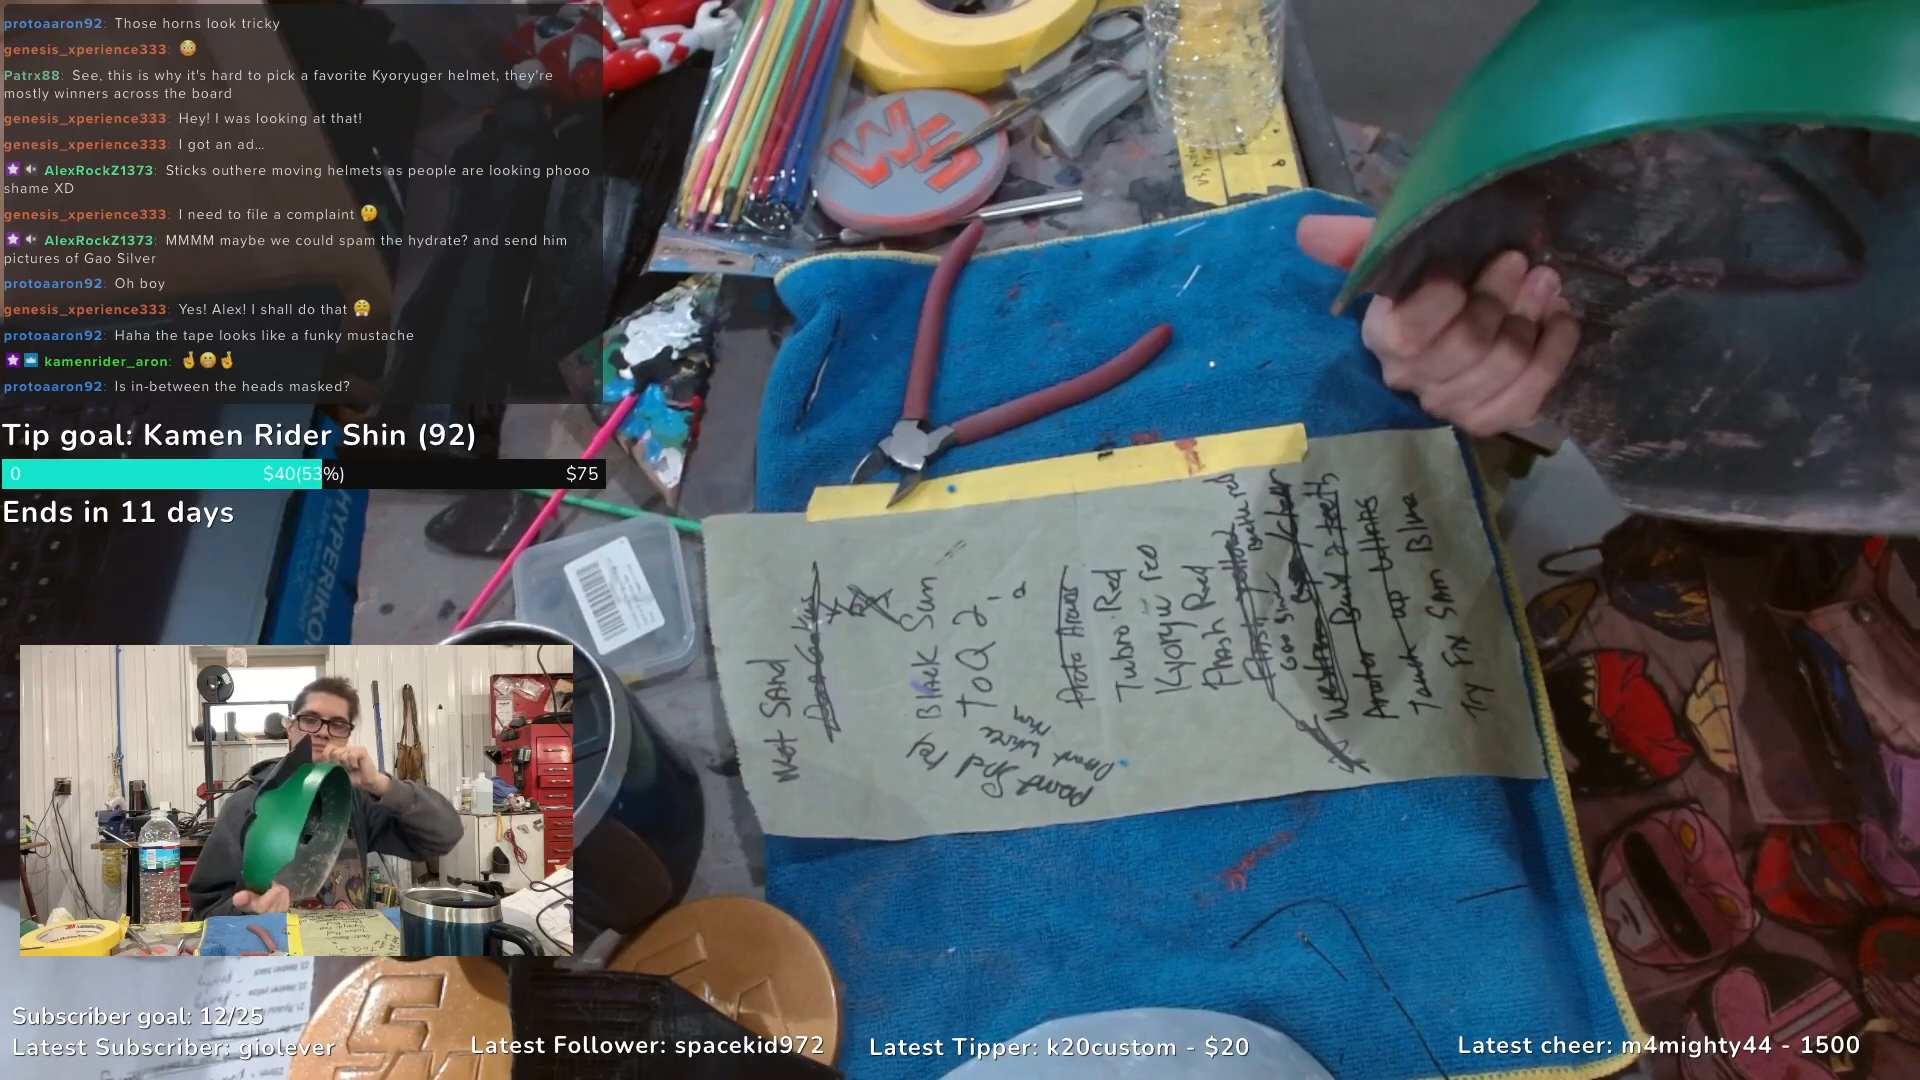 protoaaron92: Those horns look tricky
genesis_xperience333: 😳
Patrx88: See, this is why it's hard to pick a favorite Kyoryuger helmet, they're
mostly winners across the board
genesis_xperience333: Hey! I was looking at that!
genesis_xperience333: I got an ad...
AlexRockZ1373: Sticks outhere moving helmets as people are looking phooo
shame XD
genesis_xperience333: I need to file a complaint 🤔
AlexRockZ1373: MMMM maybe we could spam the hydrate? and send him
pictures of Gao Silver
protoaaron92: Oh boy
genesis_xperience333: Yes! Alex! I shall do that 😤
protoaaron92: Haha the tape looks like a funky mustache
kamenrider_aron: 🤞😬🤞
protoaaron92: Is in-between the heads masked?
Tip goal: Kamen Rider Shin (92)
0 $40(53%) $75
Ends in 11 days
HYPERIKON
Wet SAnd
Black Sun
ToQ 2
Turbo Red
Kyoryu red
Flash Red
Try Fix SAm Blue
Subscriber goal: 12/25
Latest Subscriber: giolever
Latest Follower: spacekid972
Latest Tipper: k20custom - $20
Latest cheer: m4mighty44 - 1500